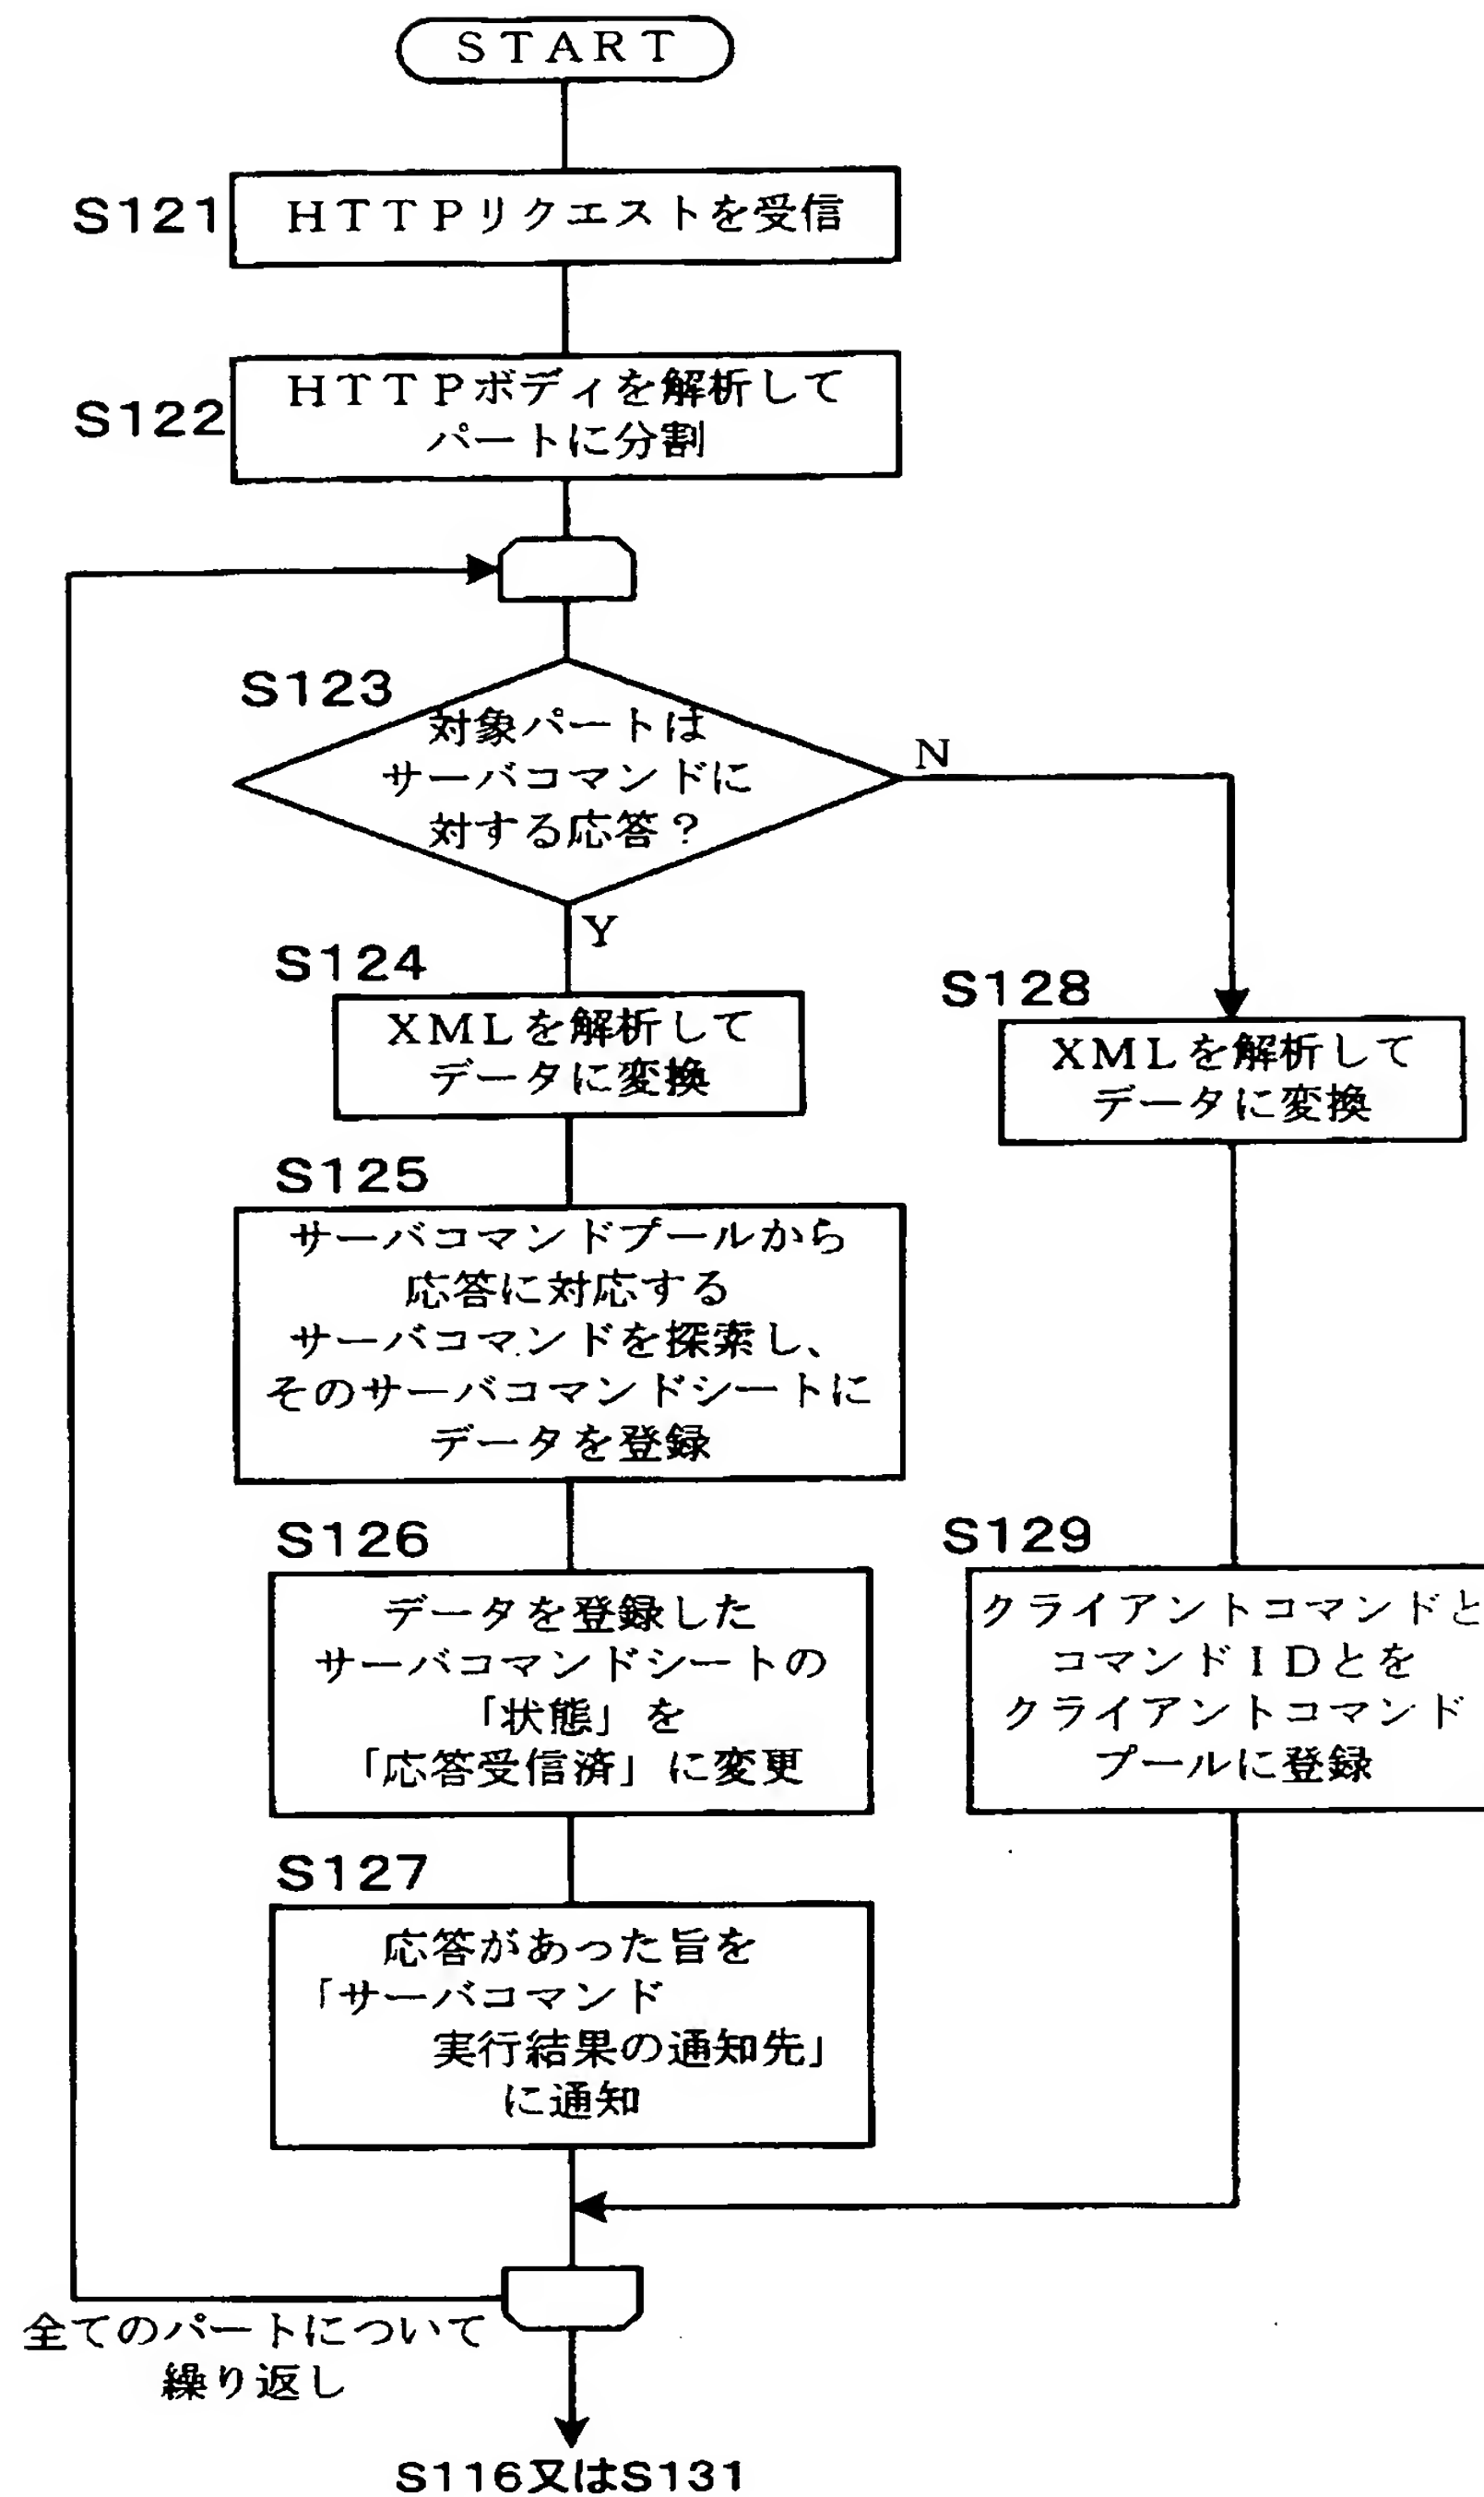 START
S121
HTTPリクエストを受信
S122
HTTPボディを解析して
パートに分割
S123
対象パートは
サーバコマンドに
対する応答?
N
Y
S124
XMLを解析して
データに変換
S128
XMLを解析して
データに変換
S125
サーバコマンドプールから
応答に対応する
サーバコマンドを探索し、
そのサーバコマンドシートに
データを登録
S126
データを登録した
サーバコマンドシートの
「状態」を
「応答受信済」に変更
S129
クライアントコマンドと
コマンドIDとを
クライアントコマンド
プールに登録
S127
応答があった旨を
「サーバコマンド
実行結果の通知先」
に通知
全てのパートについて
繰り返し
S116又はS131